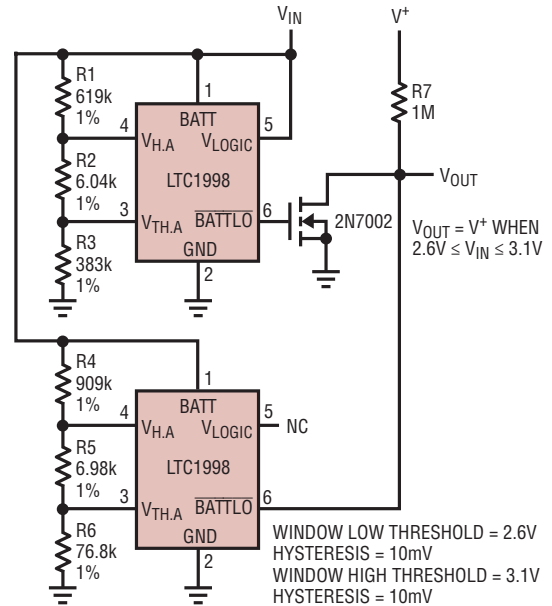 V_IN
V+
R1
619k
1%
R7
1M
1
BATT
4
V_H.A
V_LOGIC
5
R2
6.04k
1%
LTC1998
V_OUT
3
V_TH.A
BATTLO
6
2N7002
GND
2
R3
383k
1%
V_OUT = V+ WHEN
2.6V ≤ V_IN ≤ 3.1V
R4
909k
1%
1
BATT
4
V_H.A
V_LOGIC
5
NC
R5
6.98k
1%
LTC1998
3
V_TH.A
BATTLO
6
GND
2
R6
76.8k
1%
WINDOW LOW THRESHOLD = 2.6V
HYSTERESIS = 10mV
WINDOW HIGH THRESHOLD = 3.1V
HYSTERESIS = 10mV